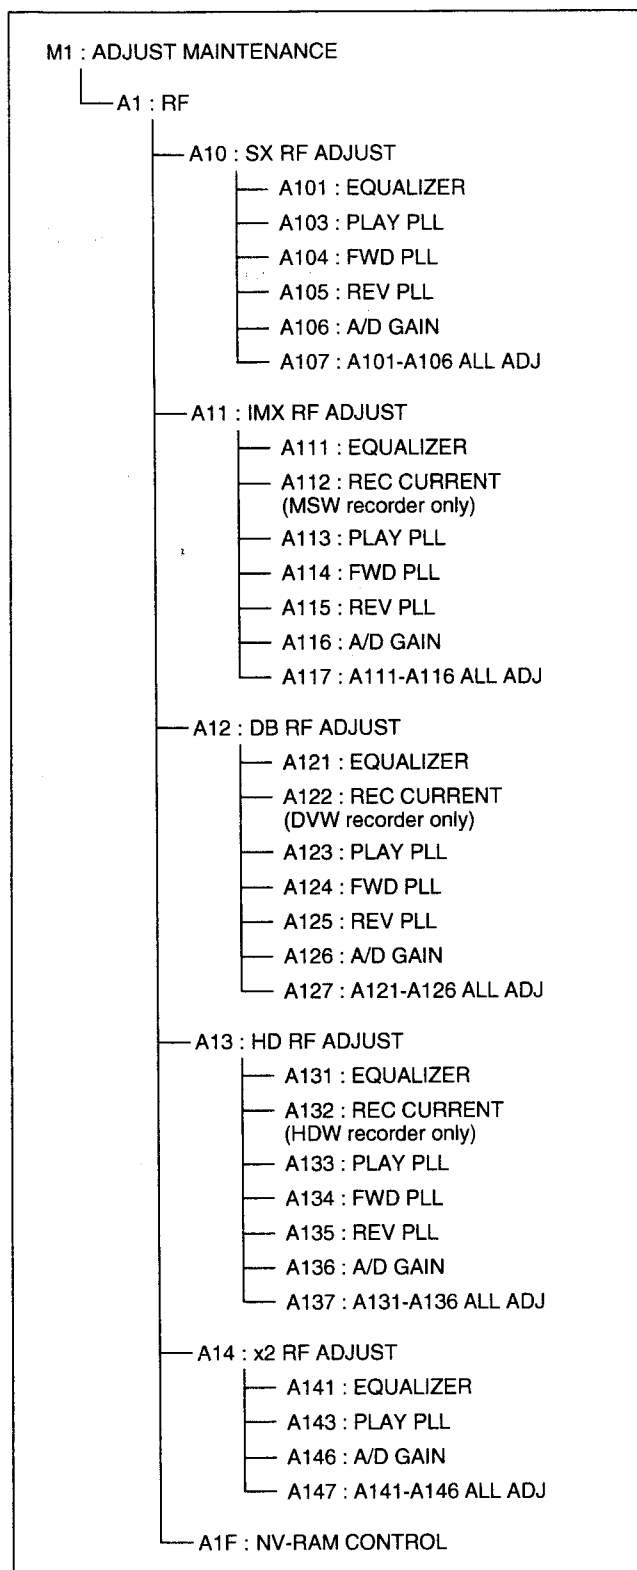 M1 : ADJUST MAINTENANCE
A1 : RF
A10 : SX RF ADJUST
A101 : EQUALIZER
A103 : PLAY PLL
A104 : FWD PLL
A105 : REV PLL
A106 : A/D GAIN
A107 : A101-A106 ALL ADJ
A11 : IMX RF ADJUST
A111 : EQUALIZER
A112 : REC CURRENT
(MSW recorder only)
A113 : PLAY PLL
A114 : FWD PLL
A115 : REV PLL
A116 : A/D GAIN
A117 : A111-A116 ALL ADJ
A12 : DB RF ADJUST
A121 : EQUALIZER
A122 : REC CURRENT
(DVW recorder only)
A123 : PLAY PLL
A124 : FWD PLL
A125 : REV PLL
A126 : A/D GAIN
A127 : A121-A126 ALL ADJ
A13 : HD RF ADJUST
A131 : EQUALIZER
A132 : REC CURRENT
(HDW recorder only)
A133 : PLAY PLL
A134 : FWD PLL
A135 : REV PLL
A136 : A/D GAIN
A137 : A131-A136 ALL ADJ
A14 : x2 RF ADJUST
A141 : EQUALIZER
A143 : PLAY PLL
A146 : A/D GAIN
A147 : A141-A146 ALL ADJ
A1F : NV-RAM CONTROL